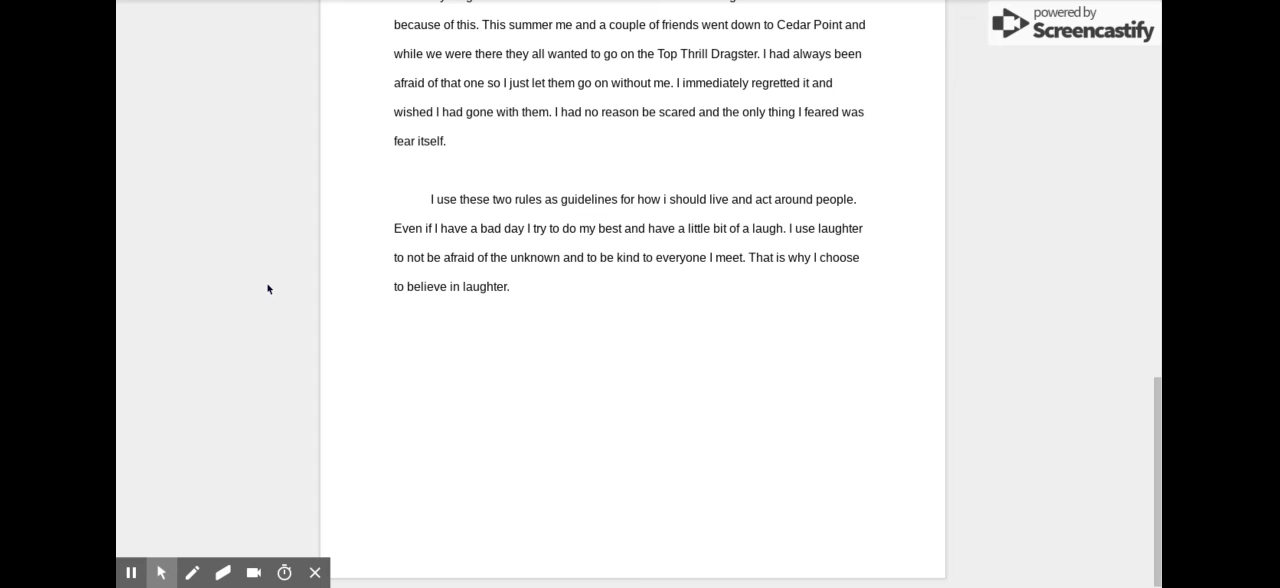 powered by
Screencastify
because of this. This summer me and a couple of friends went down to Cedar Point and
while we were there they all wanted to go on the Top Thrill Dragster. I had always been
afraid of that one so I just let them go on without me. I immediately regretted it and
wished I had gone with them. I had no reason be scared and the only thing I feared was
fear itself.
I use these two rules as guidelines for how i should live and act around people.
Even if I have a bad day I try to do my best and have a little bit of a laugh. I use laughter
to not be afraid of the unknown and to be kind to everyone I meet. That is why I choose
to believe in laughter.